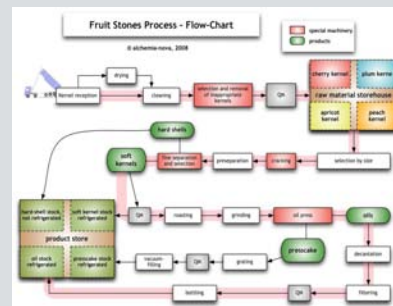 Fruit Stones Process - Flow-Chart
© alchemia-nova, 2008
special machinery
products
drying
kernel reception
cleaning
selection and removal
of inappropriate
kernels
QM
cherry kernel
plum kernel
raw material storehouse
apricot
kernel
peach
kernel
hard shells
soft
kernels
fine separation
and selection
preseparation
cracking
selection by size
hard shell stock,
not refrigerated
soft kernel stock
refrigerated
product store
oil stock
refrigerated
presscake stock
refrigerated
QM
roasting
grinding
oil press
oils
presscake
vacuum-
filling
QM
grating
decantation
bottling
QM
filtering